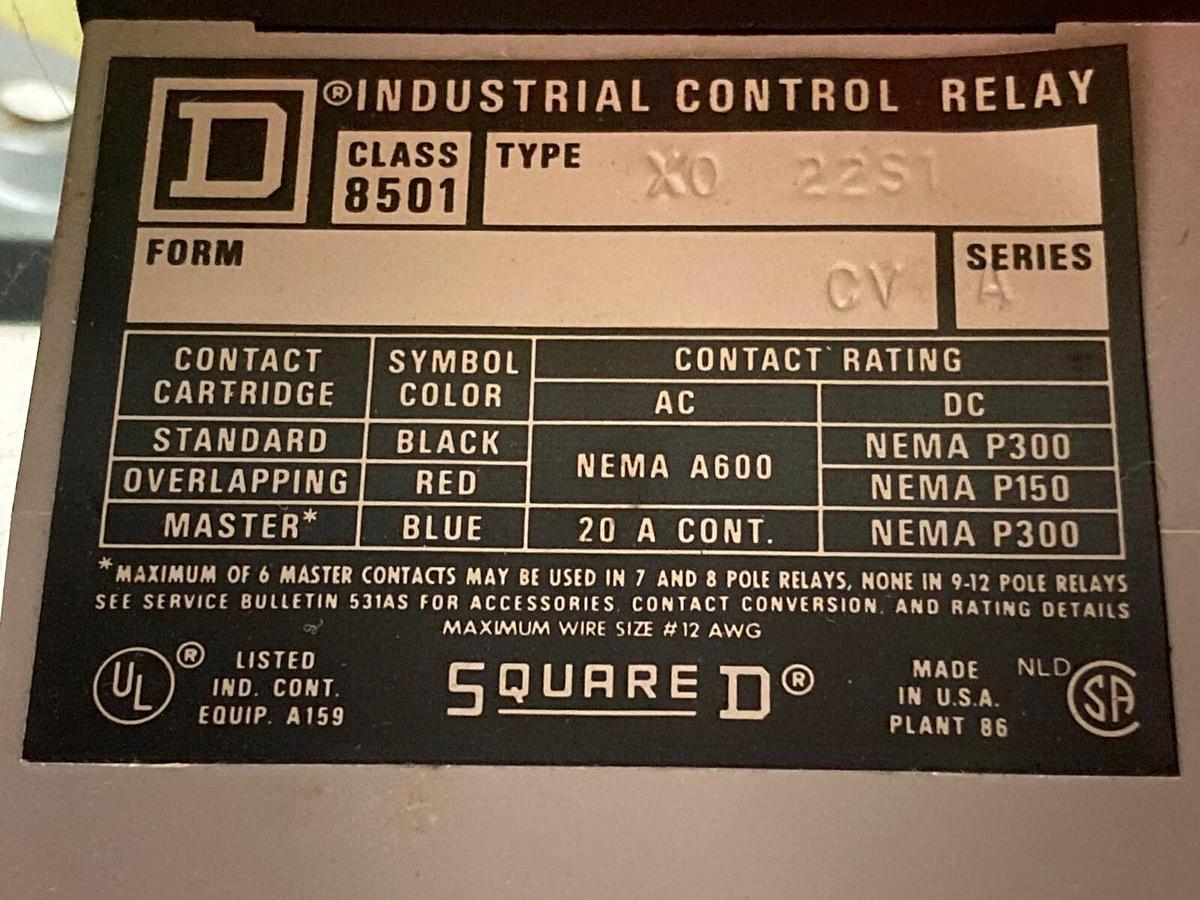 D ® INDUSTRIAL CONTROL RELAY
CLASS 8501
TYPE XO 22S1
FORM CV
SERIES A
CONTACT CARTRIDGE SYMBOL COLOR CONTACT RATING
AC DC
STANDARD BLACK NEMA A600 NEMA P300
OVERLAPPING RED NEMA P150
MASTER* BLUE 20 A CONT. NEMA P300
*MAXIMUM OF 6 MASTER CONTACTS MAY BE USED IN 7 AND 8 POLE RELAYS, NONE IN 9-12 POLE RELAYS
SEE SERVICE BULLETIN 531AS FOR ACCESSORIES, CONTACT CONVERSION, AND RATING DETAILS
MAXIMUM WIRE SIZE #12 AWG
UL ® LISTED
IND. CONT.
EQUIP. A159
SQUARE D ®
MADE
IN U.S.A.
PLANT 86
NLD SA